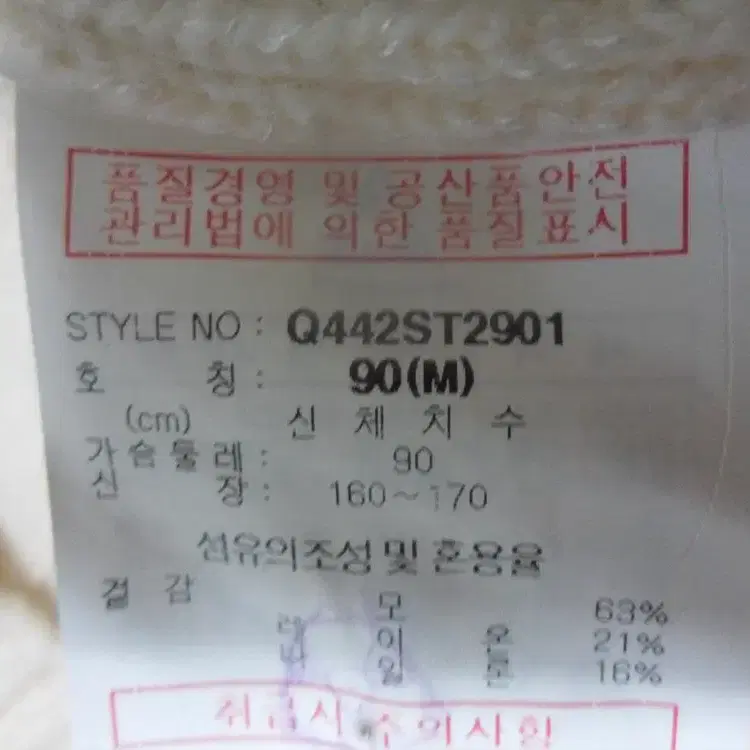 품질경영 및 공산품안전
관리법에 의한 품질표시
STYLE NO : Q442ST2901
호 칭 : 90(M)
(cm) 신 체 치 수
가슴둘레 : 90
신 장 : 160~170
섬유의조성 및 혼용율
겉 감 모 63%
레 이 온 21%
나 일 론 16%
취급시 주의사항